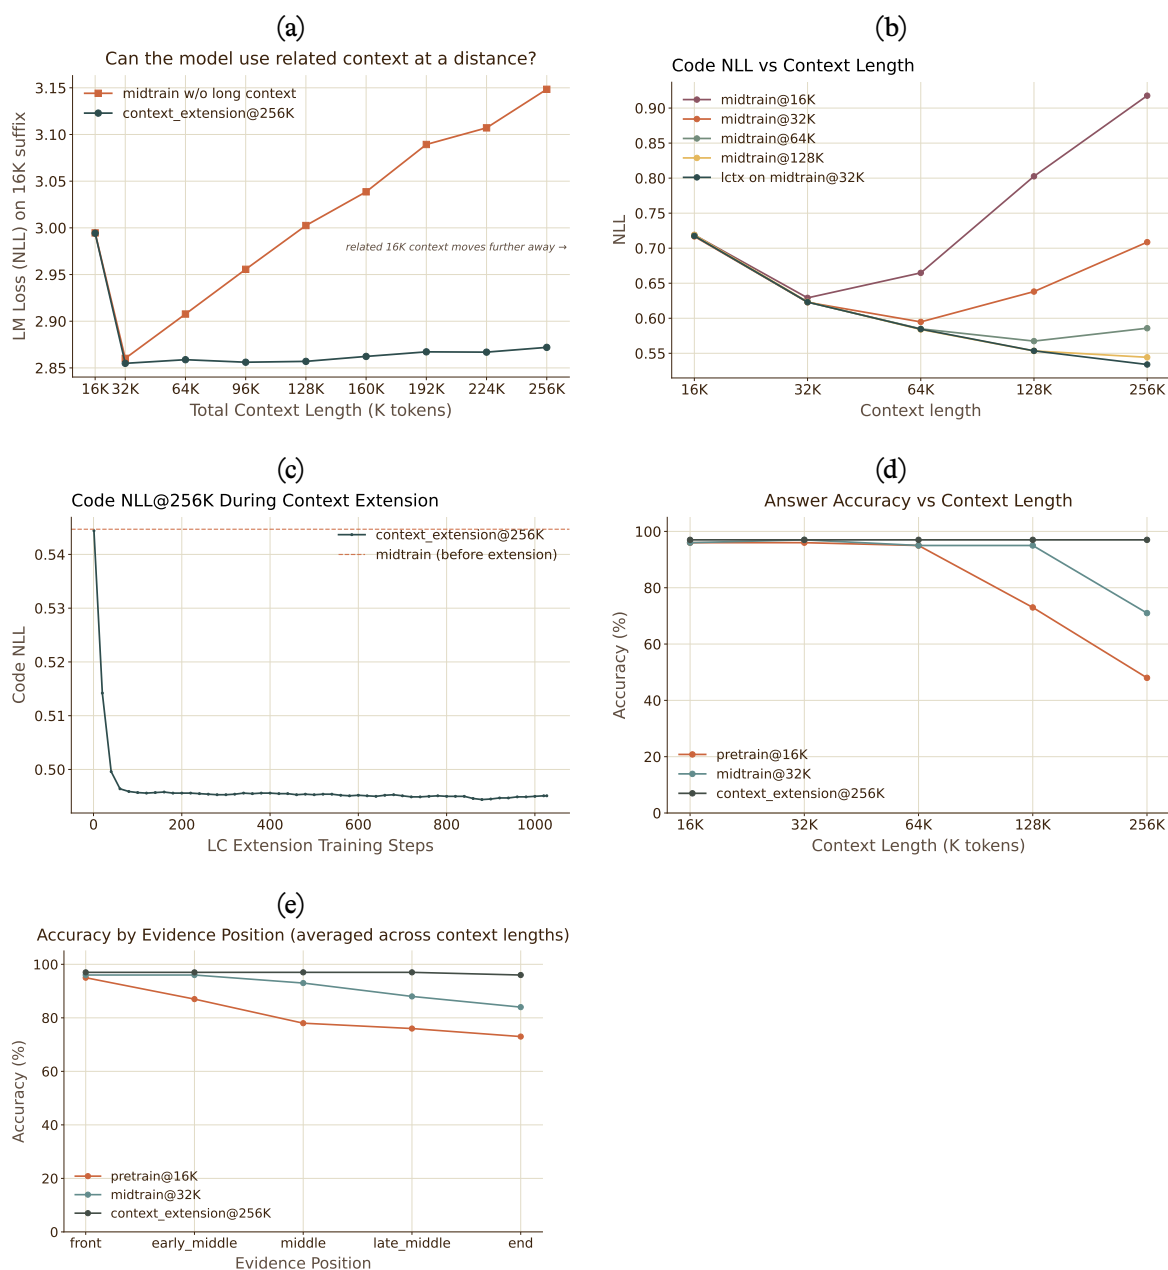 (a)
Can the model use related context at a distance?
midtrain w/o long context
context_extension@256K
related 16K context moves further away →
LM Loss (NLL) on 16K suffix
3.15
3.10
3.05
3.00
2.95
2.90
2.85
16K 32K 64K 96K 128K 160K 192K 224K 256K
Total Context Length (K tokens)
(b)
Code NLL vs Context Length
midtrain@16K
midtrain@32K
midtrain@64K
midtrain@128K
lctx on midtrain@32K
NLL
0.90
0.85
0.80
0.75
0.70
0.65
0.60
0.55
16K 32K 64K 128K 256K
Context length
(c)
Code NLL@256K During Context Extension
context_extension@256K
midtrain (before extension)
Code NLL
0.54
0.53
0.52
0.51
0.50
0 200 400 600 800 1000
LC Extension Training Steps
(d)
Answer Accuracy vs Context Length
Accuracy (%)
100
80
60
40
20
0
pretrain@16K
midtrain@32K
context_extension@256K
16K 32K 64K 128K 256K
Context Length (K tokens)
(e)
Accuracy by Evidence Position (averaged across context lengths)
Accuracy (%)
100
80
60
40
20
0
pretrain@16K
midtrain@32K
context_extension@256K
front early_middle middle late_middle end
Evidence Position